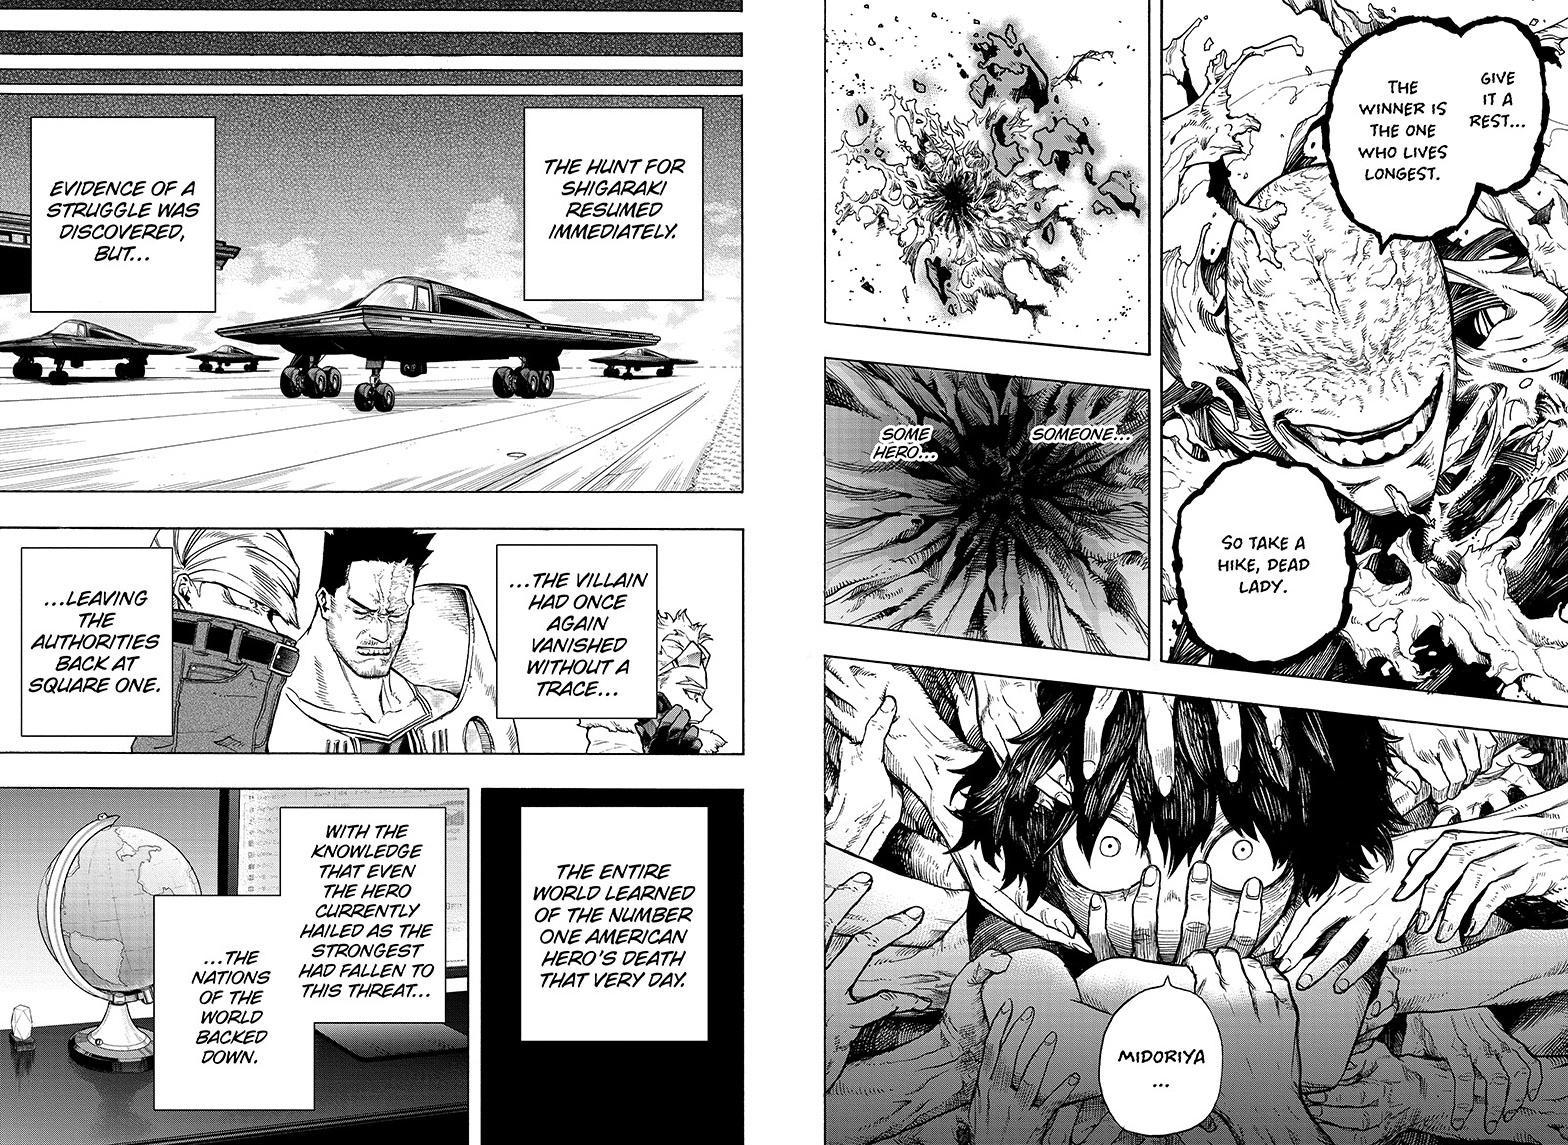 GIVE
IT A
REST...
THE
WINNER IS
THE ONE
WHO LIVES
LONGEST.
SO TAKE A
HIKE, DEAD
LADY.
SOMEONE...
SOME
HERO...
MIDORIYA
...
THE HUNT FOR
SHIGARAKI
RESUMED
IMMEDIATELY.
EVIDENCE OF A
STRUGGLE WAS
DISCOVERED,
BUT...
...THE VILLAIN
HAD ONCE
AGAIN
VANISHED
WITHOUT A
TRACE...
...LEAVING
THE
AUTHORITIES
BACK AT
SQUARE ONE.
THE ENTIRE
WORLD LEARNED
OF THE NUMBER
ONE AMERICAN
HERO'S DEATH
THAT VERY DAY.
WITH THE
KNOWLEDGE
THAT EVEN
THE HERO
CURRENTLY
HAILED AS THE
STRONGEST
HAD FALLEN TO
THIS THREAT...
...THE
NATIONS
OF THE
WORLD
BACKED
DOWN.